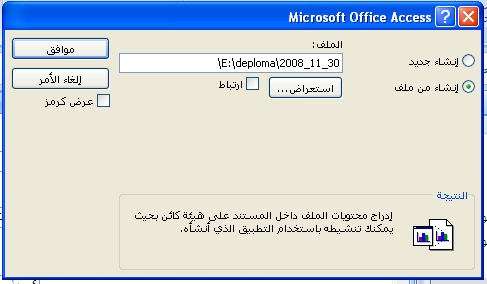 Microsoft Office Access
إنشاء جديد
إنشاء من ملف
الملف:
E:\deploma\2008_11_30\
استعراض...
ارتباط
موافق
إلغاء الأمر
عرض كرمز
النتيجة
إدراج محتويات الملف داخل المستند على هيئة كائن بحيث
يمكنك تنشيطه باستخدام التطبيق الذي أنشأه.